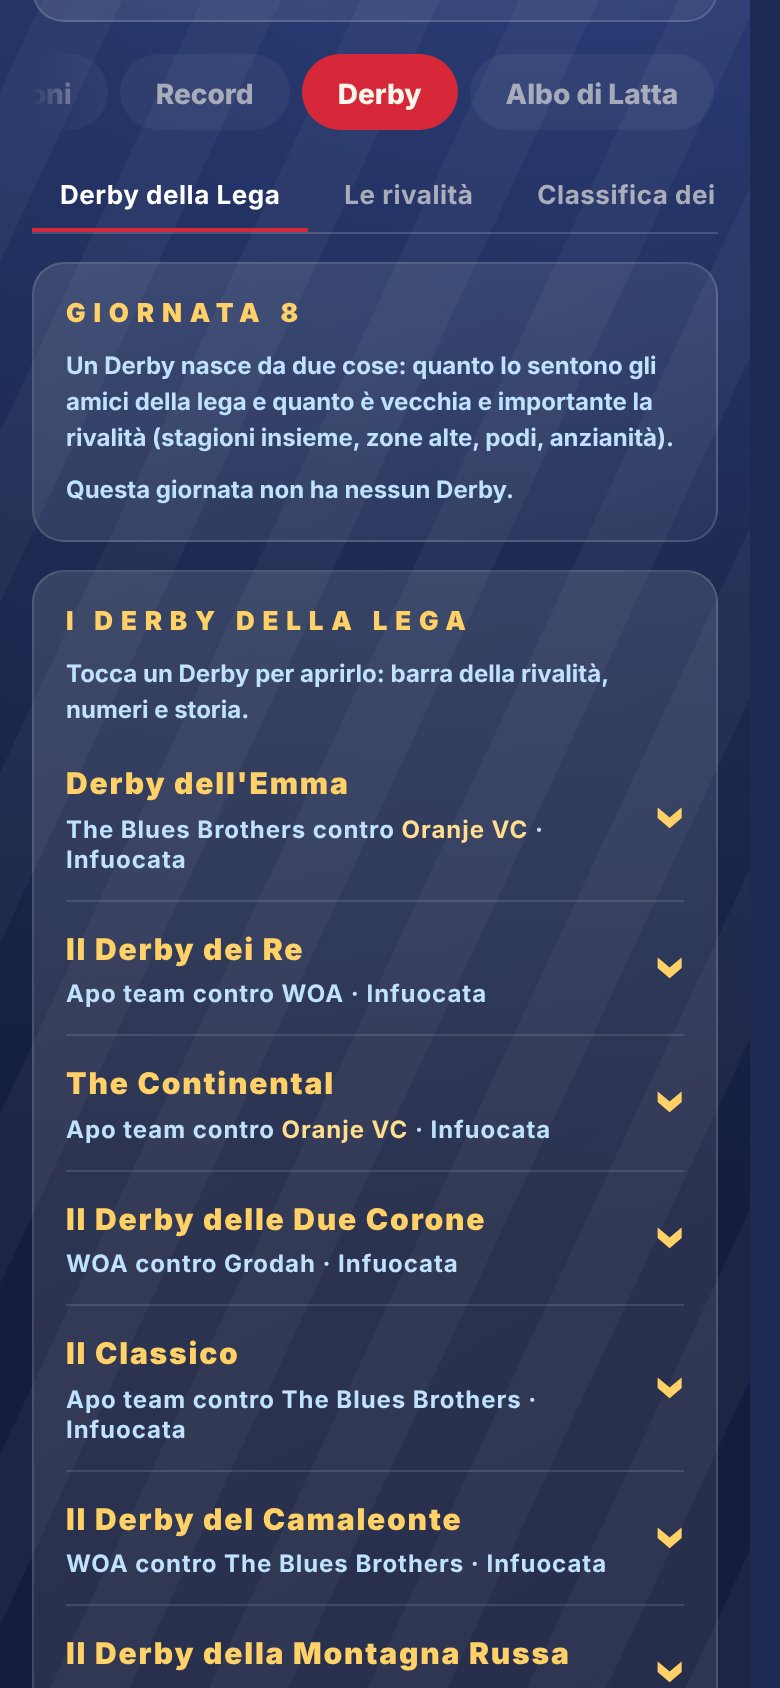 Record
Derby
Albo di Latta
Derby della Lega
Le rivalità
Classifica dei
GIORNATA 8
Un Derby nasce da due cose: quanto lo sentono gli
amici della lega e quanto è vecchia e importante la
rivalità (stagioni insieme, zone alte, podi, anzianità).
Questa giornata non ha nessun Derby.
I DERBY DELLA LEGA
Tocca un Derby per aprirlo: barra della rivalità,
numeri e storia.
Derby dell'Emma
The Blues Brothers contro Oranje VC ·
Infuocata
Il Derby dei Re
Apo team contro WOA · Infuocata
The Continental
Apo team contro Oranje VC · Infuocata
Il Derby delle Due Corone
WOA contro Grodah · Infuocata
Il Classico
Apo team contro The Blues Brothers ·
Infuocata
Il Derby del Camaleonte
WOA contro The Blues Brothers · Infuocata
Il Derby della Montagna Russa